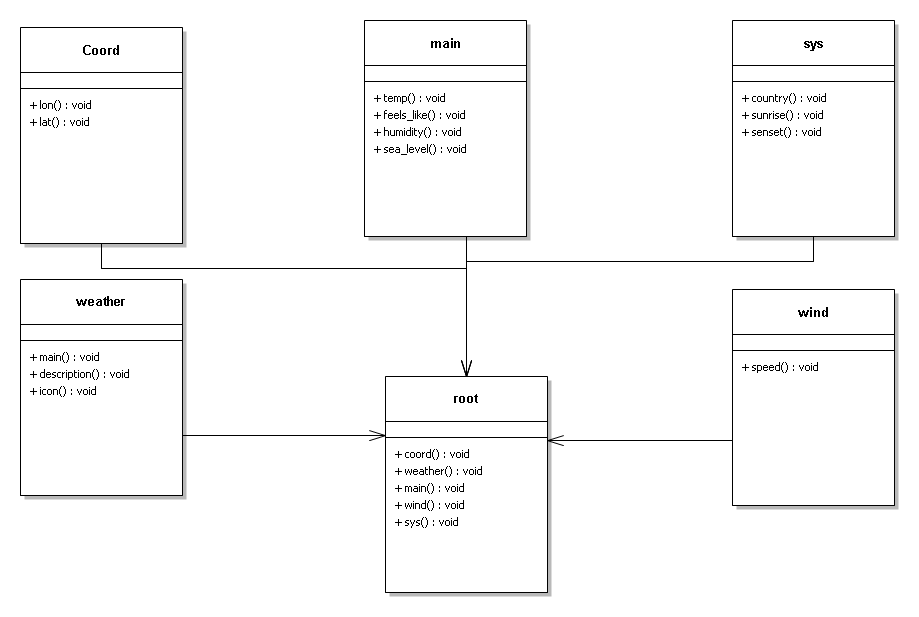 Coord
+ lon() : void
+ lat() : void
main
+ temp() : void
+ feels_like() : void
+ humidity() : void
+ sea_level() : void
sys
+ country() : void
+ sunrise() : void
+ senset() : void
weather
+ main() : void
+ description() : void
+ icon() : void
root
+ coord() : void
+ weather() : void
+ main() : void
+ wind() : void
+ sys() : void
wind
+ speed() : void